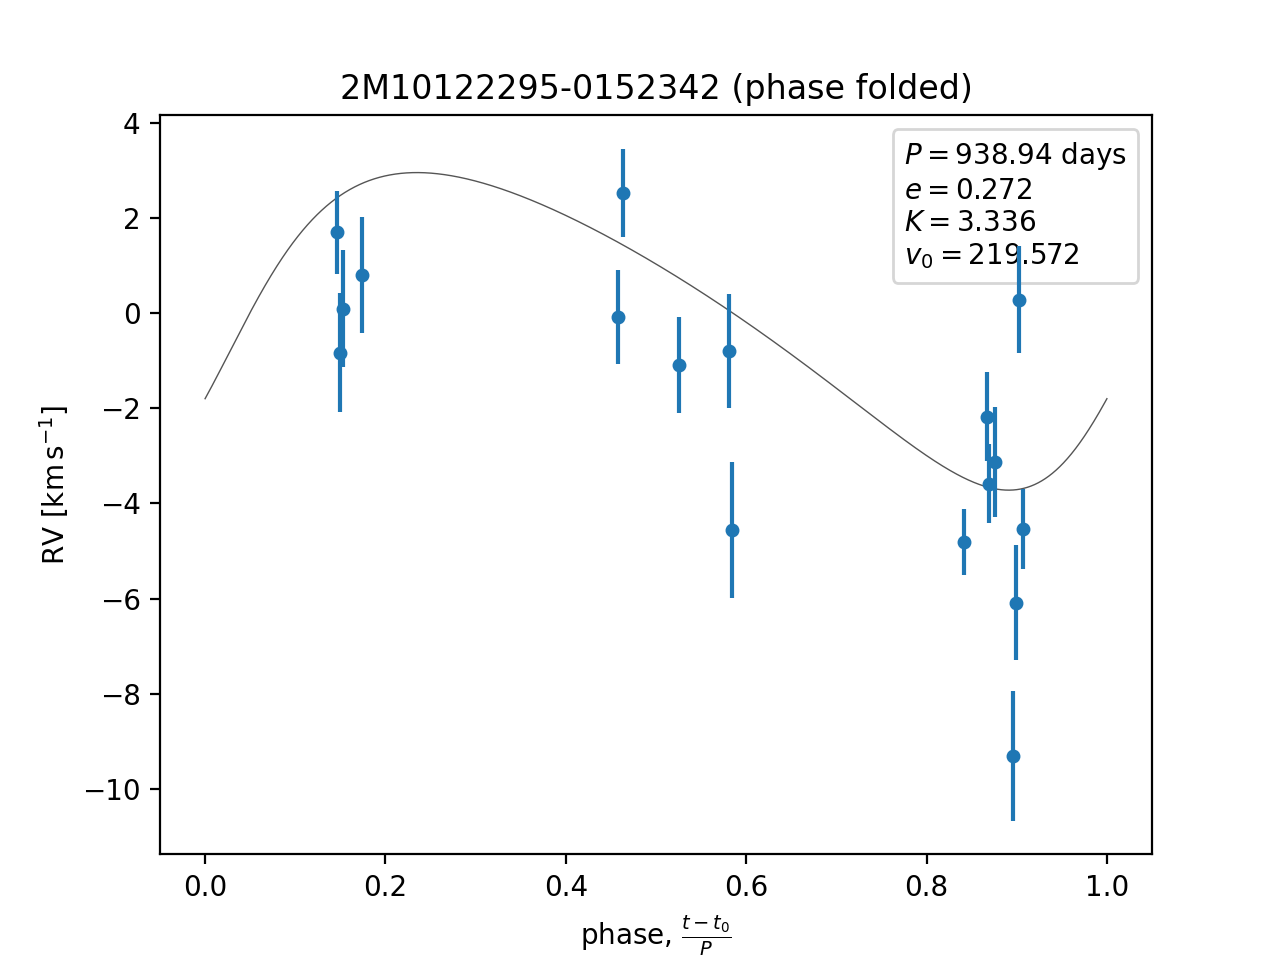 2M10122295-0152342 (phase folded)
P = 938.94 days
e = 0.272
K = 3.336
v₀ = 219.572
4
2
0
−2
−4
−6
−8
−10
RV [km s⁻¹]
0.0 0.2 0.4 0.6 0.8 1.0
phase, (t − t₀)/P